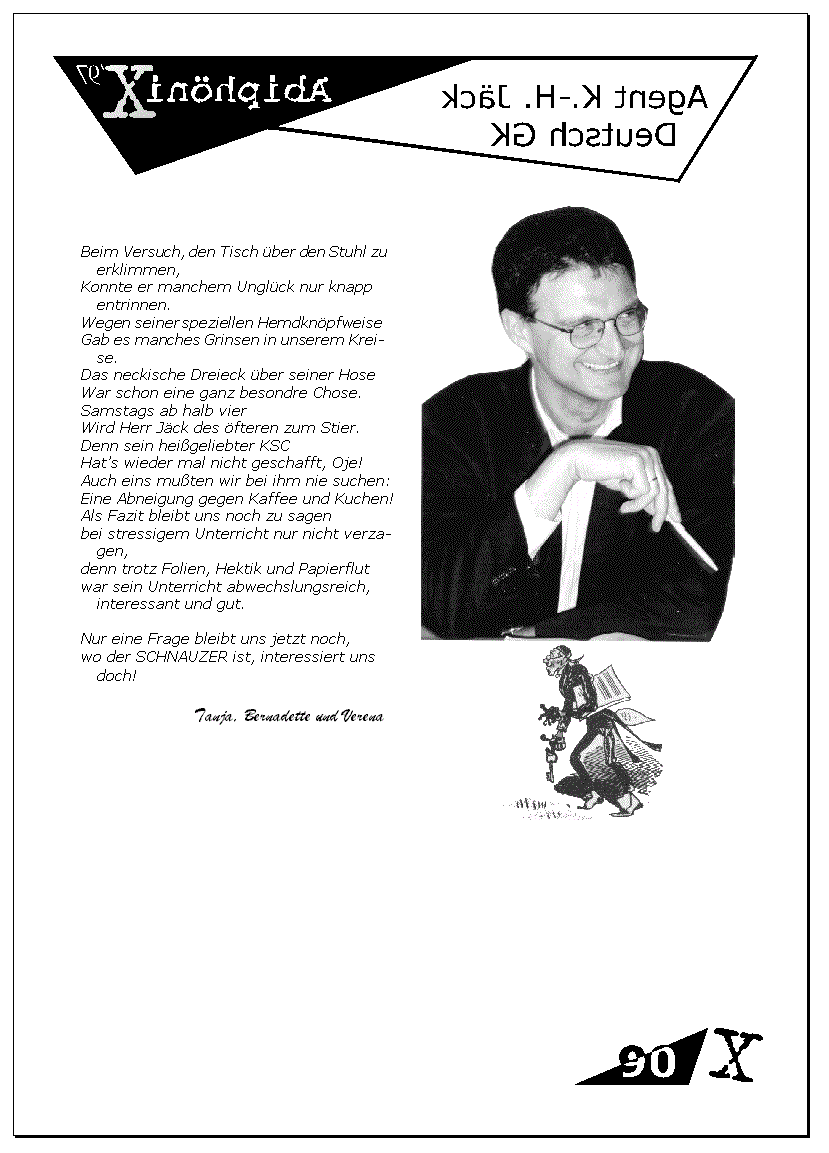 AbiphöniX '97
Agent K.-H. Jäck
Deutsch GK
Beim Versuch, den Tisch über den Stuhl zu
erklimmen,
Konnte er manchem Unglück nur knapp
entrinnen.
Wegen seiner speziellen Hemdknöpfweise
Gab es manches Grinsen in unserem Krei-
se.
Das neckische Dreieck über seiner Hose
War schon eine ganz besondre Chose.
Samstags ab halb vier
Wird Herr Jäck des öfteren zum Stier.
Denn sein heißgeliebter KSC
Hat's wieder mal nicht geschafft, Oje!
Auch eins mußten wir bei ihm nie suchen:
Eine Abneigung gegen Kaffee und Kuchen!
Als Fazit bleibt uns noch zu sagen
bei stressigem Unterricht nur nicht verza-
gen,
denn trotz Folien, Hektik und Papierflut
war sein Unterricht abwechslungsreich,
interessant und gut.
Nur eine Frage bleibt uns jetzt noch,
wo der SCHNAUZER ist, interessiert uns
doch!
Tanja, Bernadette und Verena
90 X